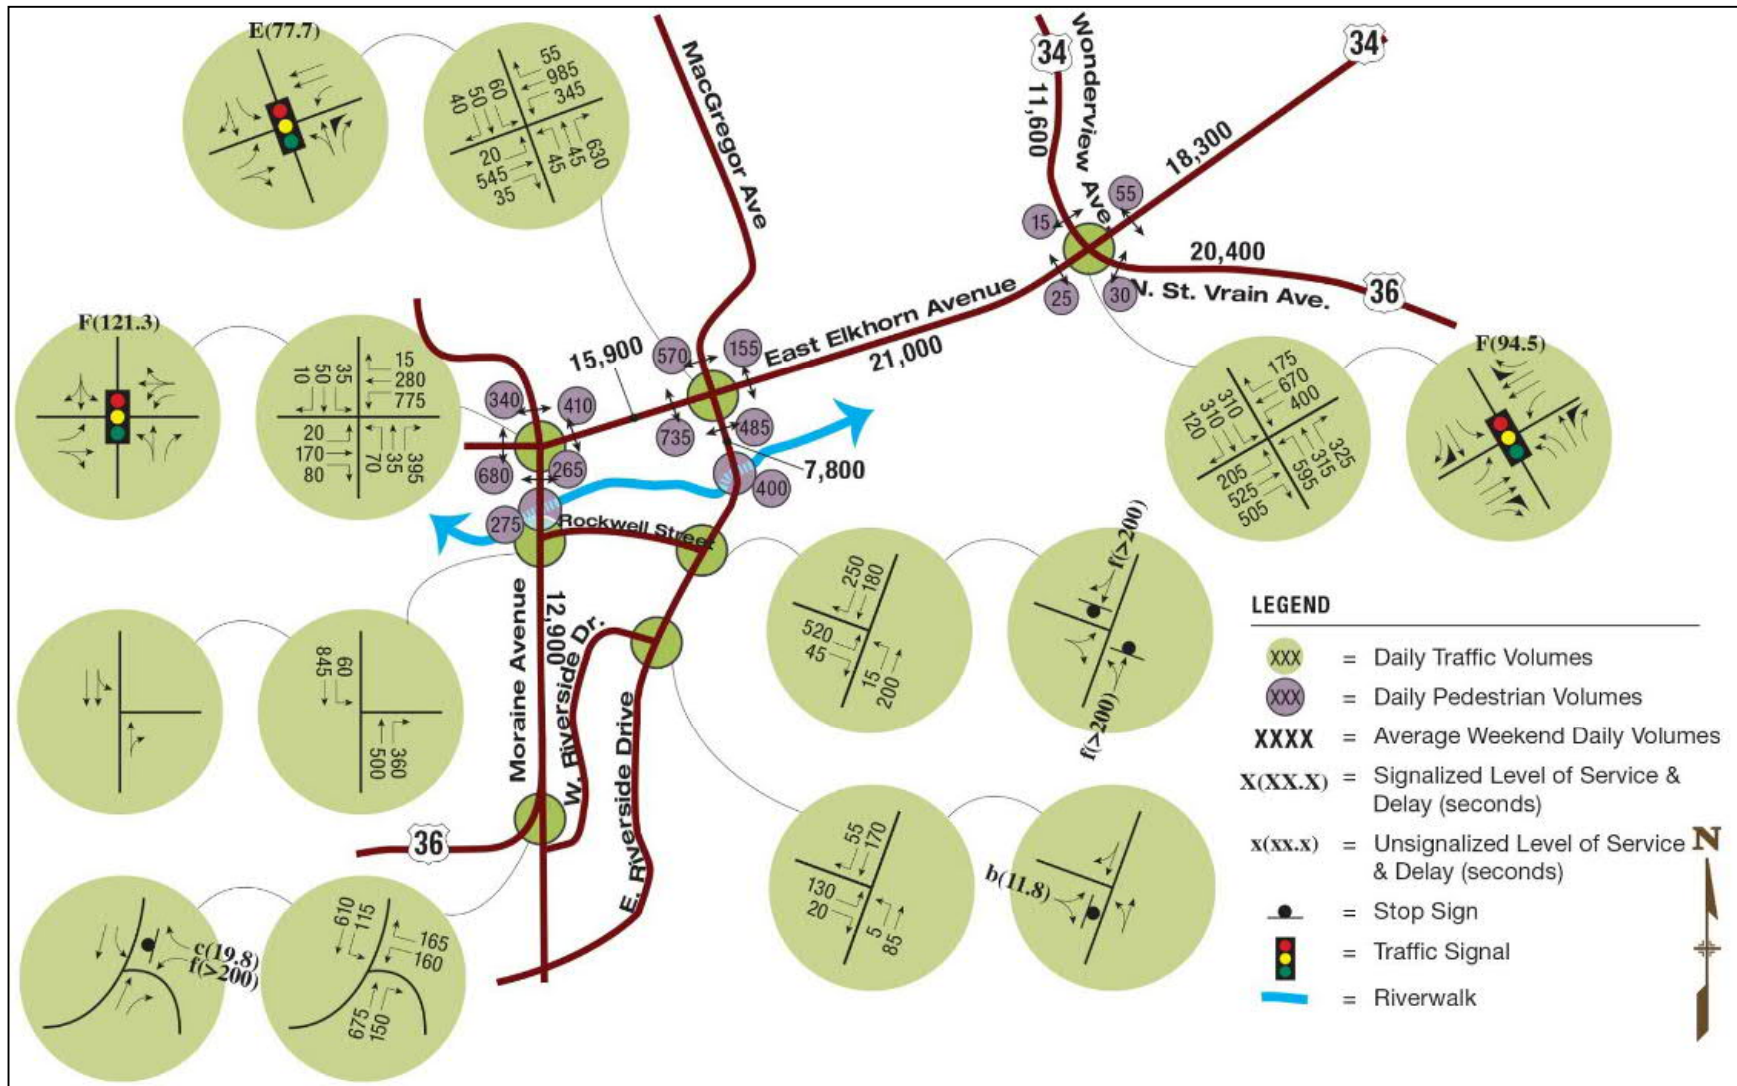 E(77.7)
55
985
345
60
50
40
20
545
35
45
45
630
MacGregor Ave
34
Wonderview Ave.
11,600
34
18,300
15
55
25
30
20,400
N. St. Vrain Ave.
36
F(121.3)
15
280
775
35
50
10
20
170
80
70
35
395
15.900
570
155
East Elkhorn Avenue
21,000
735
485
7,800
400
340
410
680
265
275
Rockwell Street
F(94.5)
175
670
400
310
310
120
205
525
505
595
315
325
Moraine Avenue
12,900
W. Riverside Dr.
E. Riverside Drive
36
60
845
500
360
250
180
520
45
15
200
f(>200)
f(>200)
55
170
130
20
5
85
b(11.8)
c(19.8)
f(>200)
610
115
165
160
675
150
LEGEND
XXX = Daily Traffic Volumes
XXX = Daily Pedestrian Volumes
XXXX = Average Weekend Daily Volumes
X(XX.X) = Signalized Level of Service &
Delay (seconds)
x(xx.x) = Unsignalized Level of Service
& Delay (seconds)
= Stop Sign
= Traffic Signal
= Riverwalk
N